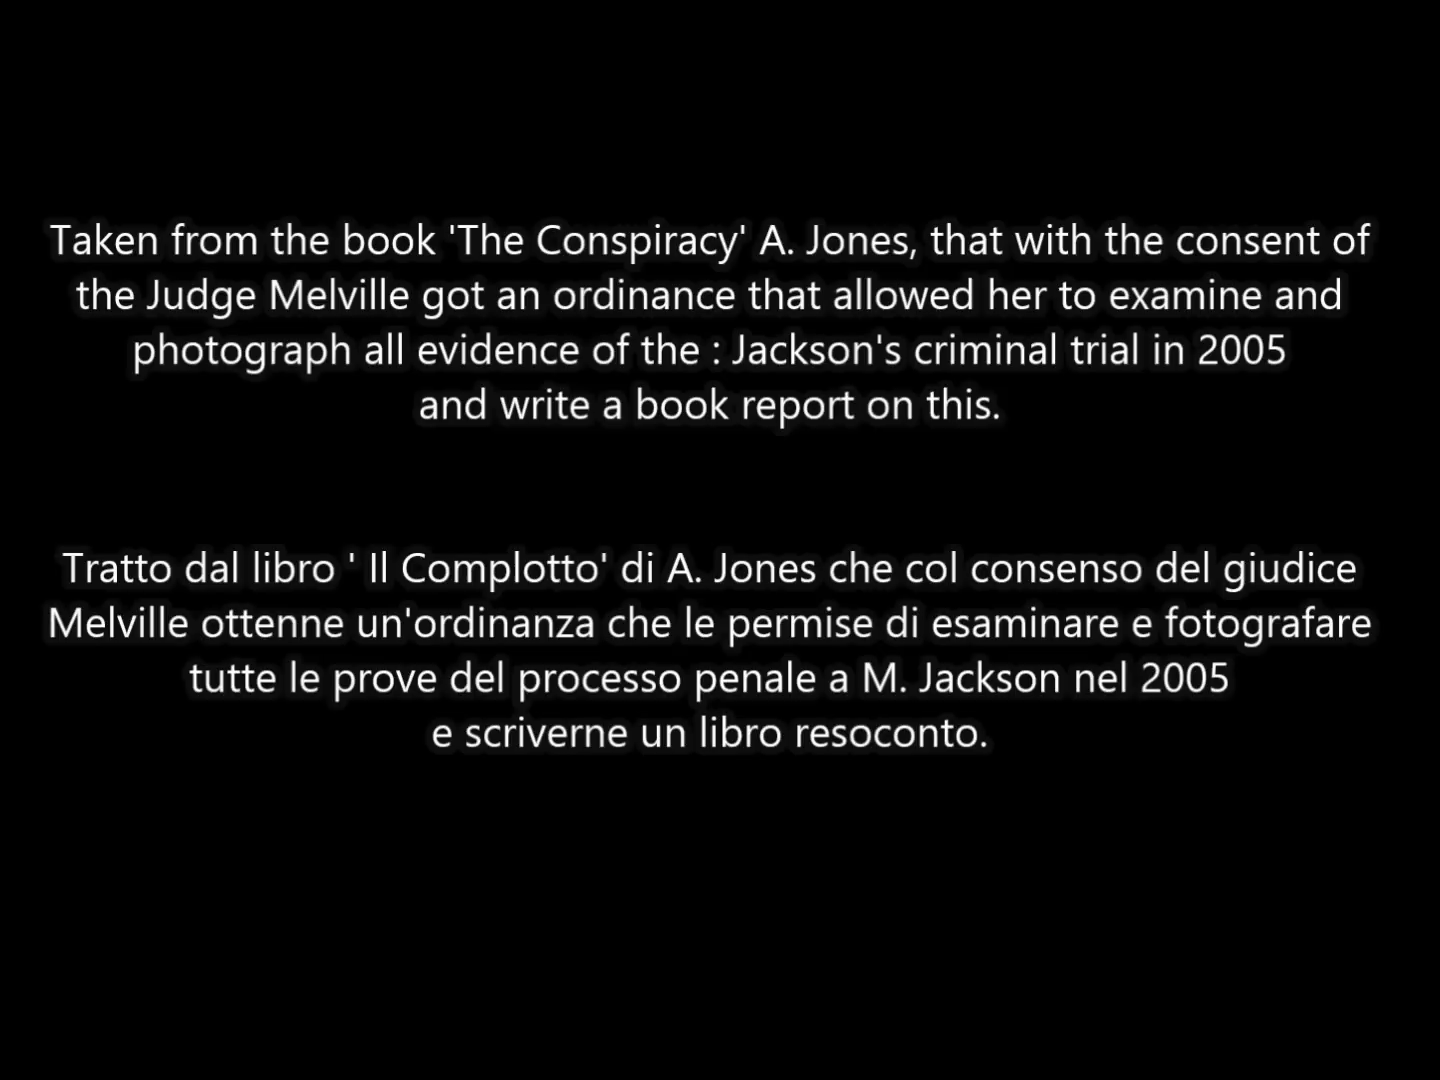 Taken from the book 'The Conspiracy' A. Jones, that with the consent of
the Judge Melville got an ordinance that allowed her to examine and
photograph all evidence of the : Jackson's criminal trial in 2005
and write a book report on this.
Tratto dal libro ' Il Complotto' di A. Jones che col consenso del giudice
Melville ottenne un'ordinanza che le permise di esaminare e fotografare
tutte le prove del processo penale a M. Jackson nel 2005
e scriverne un libro resoconto.